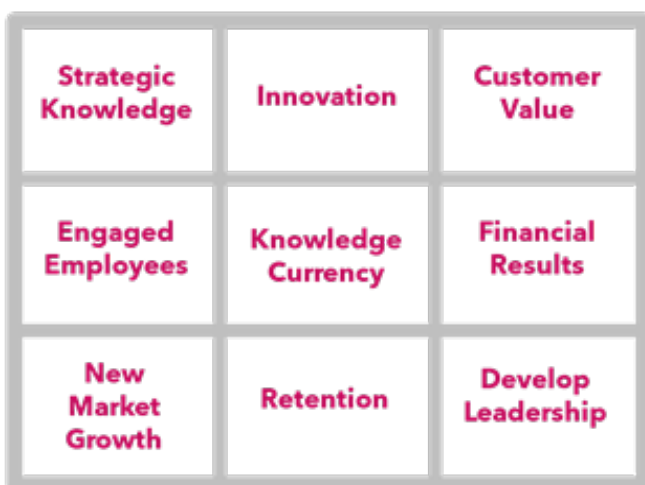 Strategic
Knowledge
Innovation
Customer
Value
Engaged
Employees
Knowledge
Currency
Financial
Results
New
Market
Growth
Retention
Develop
Leadership